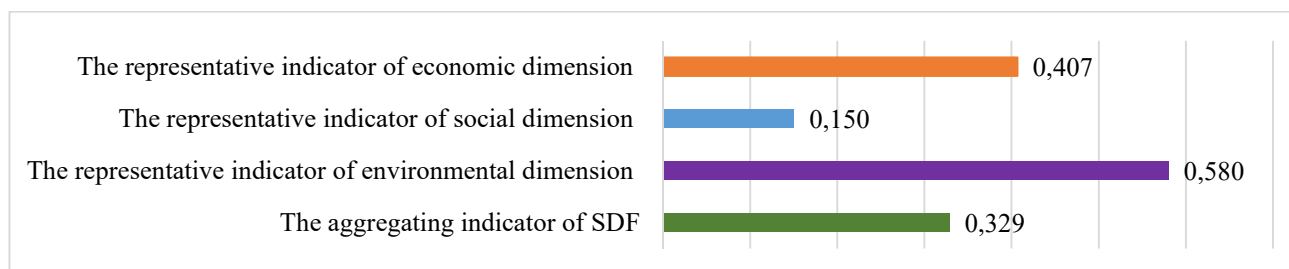 The representative indicator of economic dimension 0,407
The representative indicator of social dimension 0,150
The representative indicator of environmental dimension 0,580
The aggregating indicator of SDF 0,329